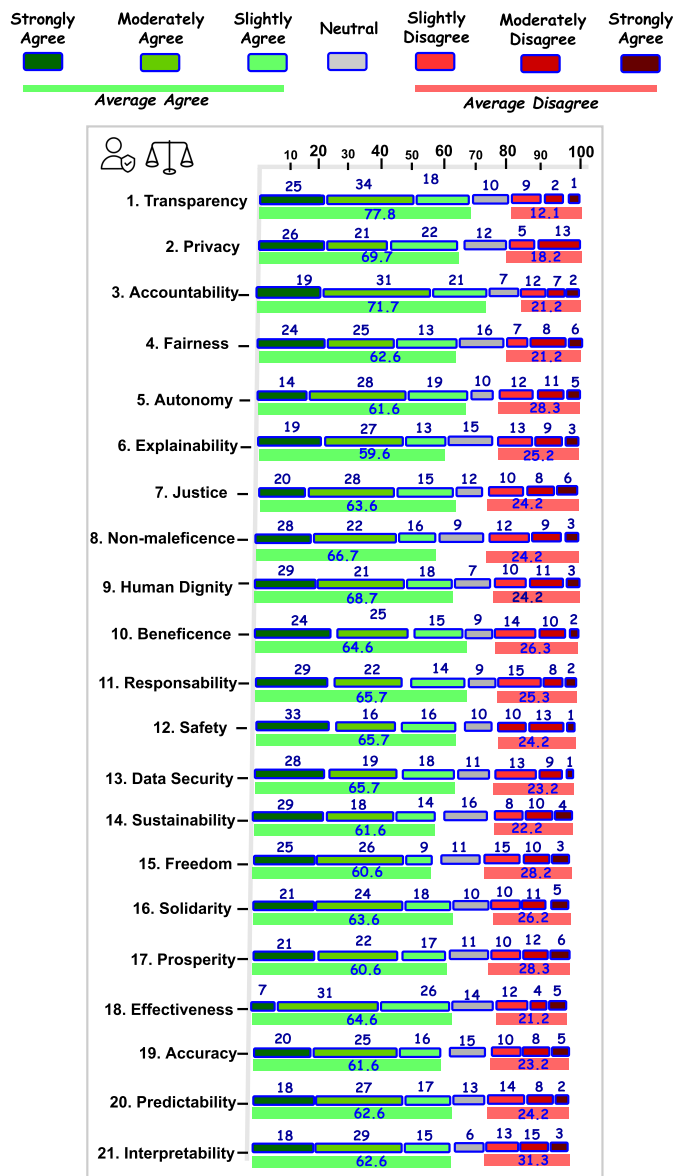 Strongly Agree
Moderately Agree
Slightly Agree
Neutral
Slightly Disagree
Moderately Disagree
Strongly Agree
Average Agree
Average Disagree
10 20 30 40 50 60 70 80 90 100
25 34 18 10 9 2 1
1. Transparency
77.8 12.1
26 21 22 12 5 13
2. Privacy
69.7 18.2
19 31 21 7 12 7 2
3. Accountability
71.7 21.2
24 25 13 16 7 8 6
4. Fairness
62.6 21.2
14 28 19 10 12 11 5
5. Autonomy
61.6 28.3
19 27 13 15 13 9 3
6. Explainability
59.6 25.2
20 28 15 12 10 8 6
7. Justice
63.6 24.2
28 22 16 9 12 9 3
8. Non-maleficence
66.7 24.2
29 21 18 7 10 11 3
9. Human Dignity
68.7 24.2
24 25 15 9 14 10 2
10. Beneficence
64.6 26.3
29 22 14 9 15 8 2
11. Responsability
65.7 25.3
33 16 16 10 10 13 1
12. Safety
65.7 24.2
28 19 18 11 13 9 1
13. Data Security
65.7 23.2
29 18 14 16 8 10 4
14. Sustainability
61.6 22.2
25 26 9 11 15 10 3
15. Freedom
60.6 28.2
21 24 18 10 10 11 5
16. Solidarity
63.6 26.2
21 22 17 11 10 12 6
17. Prosperity
60.6 28.3
7 31 26 14 12 4 5
18. Effectiveness
64.6 21.2
20 25 16 15 10 8 5
19. Accuracy
61.6 23.2
18 27 17 13 14 8 2
20. Predictability
62.6 24.2
18 29 15 6 13 15 3
21. Interpretability
62.6 31.3